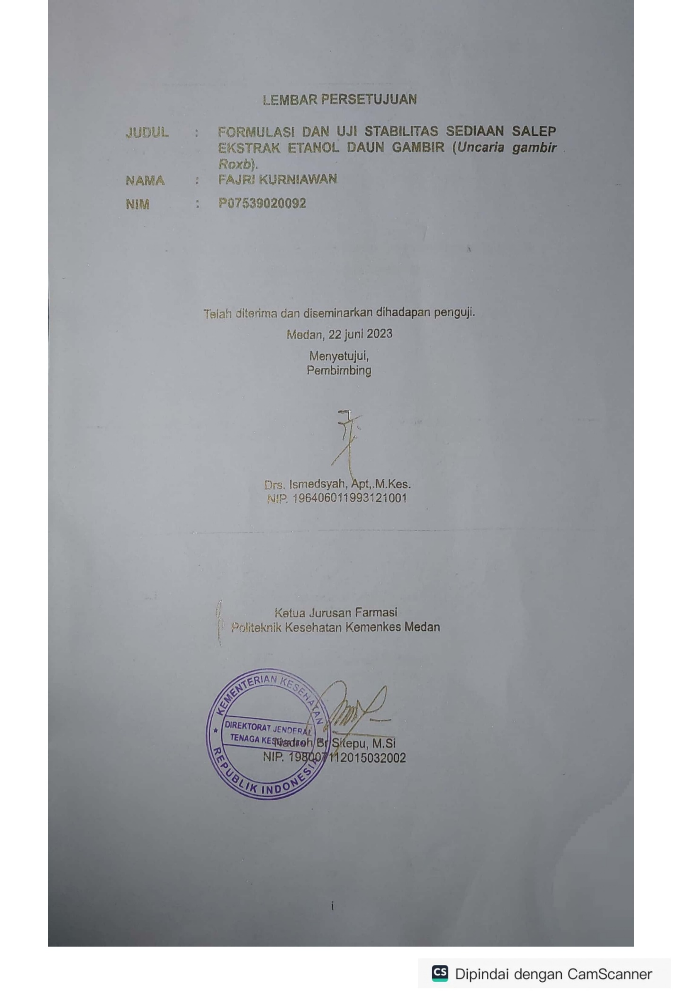 LEMBAR PERSETUJUAN
JUDUL : FORMULASI DAN UJI STABILITAS SEDIAAN SALEP
EKSTRAK ETANOL DAUN GAMBIR (Uncaria gambir
Roxb).
NAMA : FAJRI KURNIAWAN
NIM : P07539020092
Telah diterima dan diseminarkan dihadapan penguji.
Medan, 22 juni 2023
Menyetujui,
Pembimbing
Drs. Ismedsyah, Apt,.M.Kes.
NIP. 196406011993121001
Ketua Jurusan Farmasi
Politeknik Kesehatan Kemenkes Medan
KEMENTERIAN KESEHATAN
DIREKTORAT JENDERAL
TENAGA
REPUBLIK INDONESIA
Nadroh Br Sitepu, M.Si
NIP. 198007112015032002
i
CS Dipindai dengan CamScanner